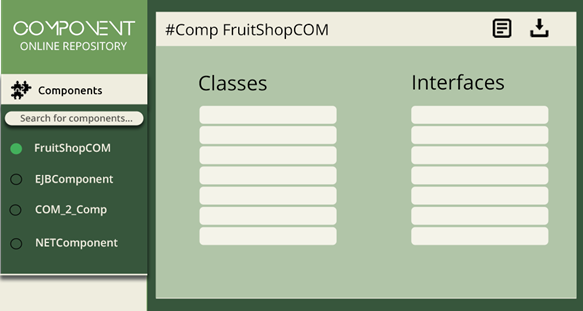 COMPONENT
ONLINE REPOSITORY
Components
Search for components...
FruitShopCOM
EJBComponent
COM_2_Comp
NETComponent
#Comp FruitShopCOM
Classes
Interfaces